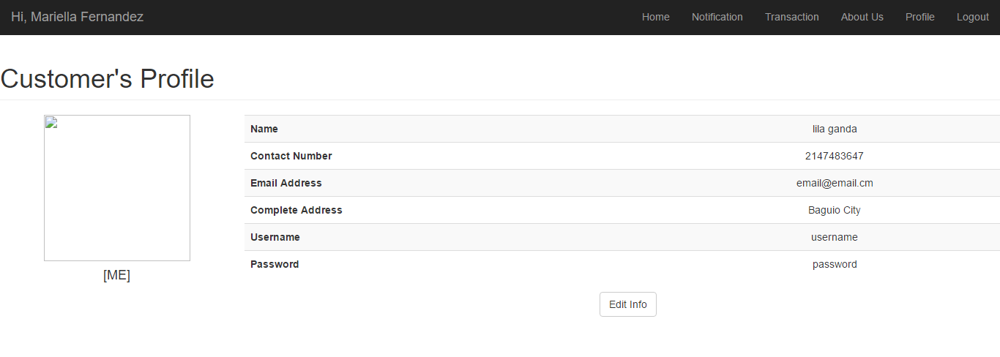 Hi, Mariella Fernandez Home Notification Transaction About Us Profile Logout
Customer's Profile
Name lila ganda
Contact Number 2147483647
Email Address email@email.cm
Complete Address Baguio City
Username username
Password password
[ME]
Edit Info